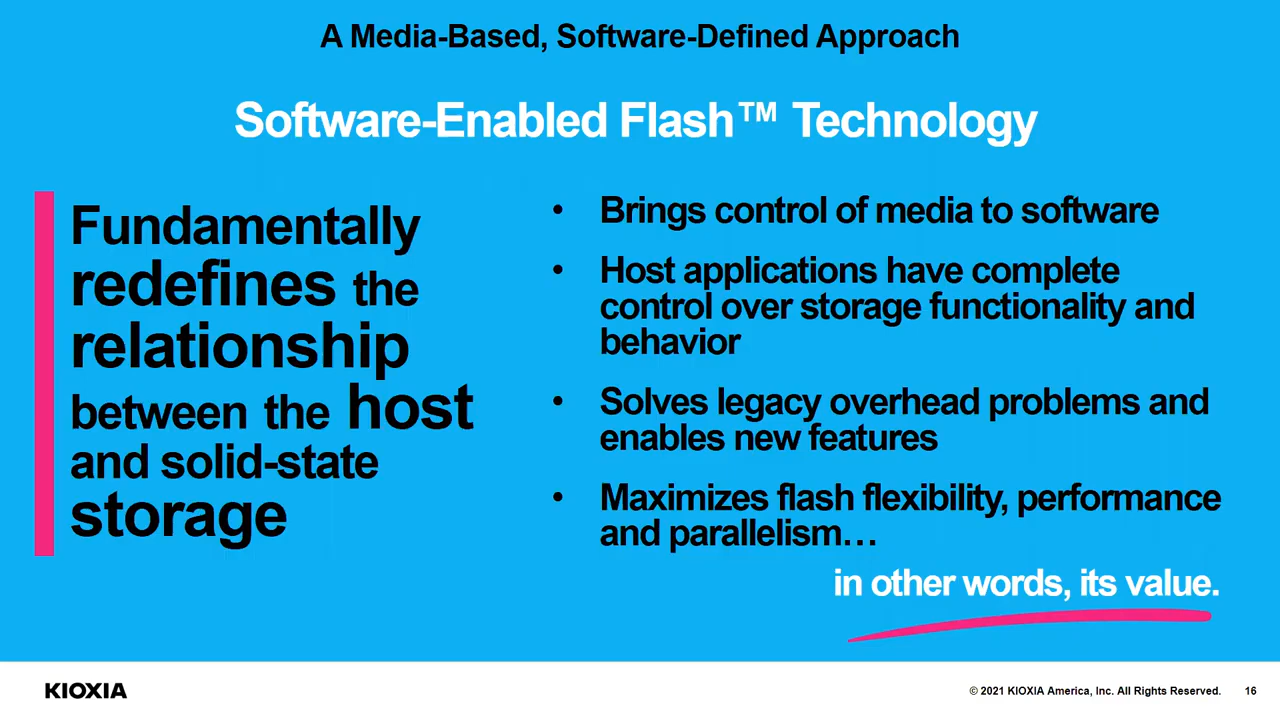 A Media-Based, Software-Defined Approach
Software-Enabled Flash™ Technology
Fundamentally
redefines the
relationship
between the host
and solid-state
storage
• Brings control of media to software
• Host applications have complete
control over storage functionality and
behavior
• Solves legacy overhead problems and
enables new features
• Maximizes flash flexibility, performance
and parallelism…
in other words, its value.
KIOXIA
© 2021 KIOXIA America, Inc. All Rights Reserved. 16